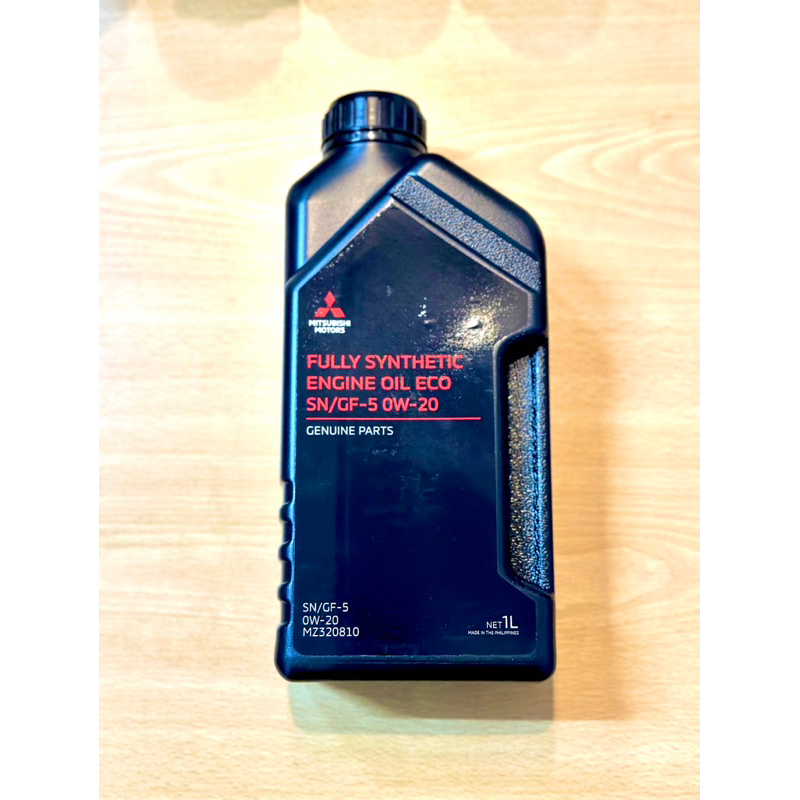 MITSUBISHI
MOTORS
FULLY SYNTHETIC
ENGINE OIL ECO
SN/GF-5 0W-20
GENUINE PARTS
SN/GF-5
0W-20
MZ320810
NET 1L
MADE IN THE PHILIPPINES